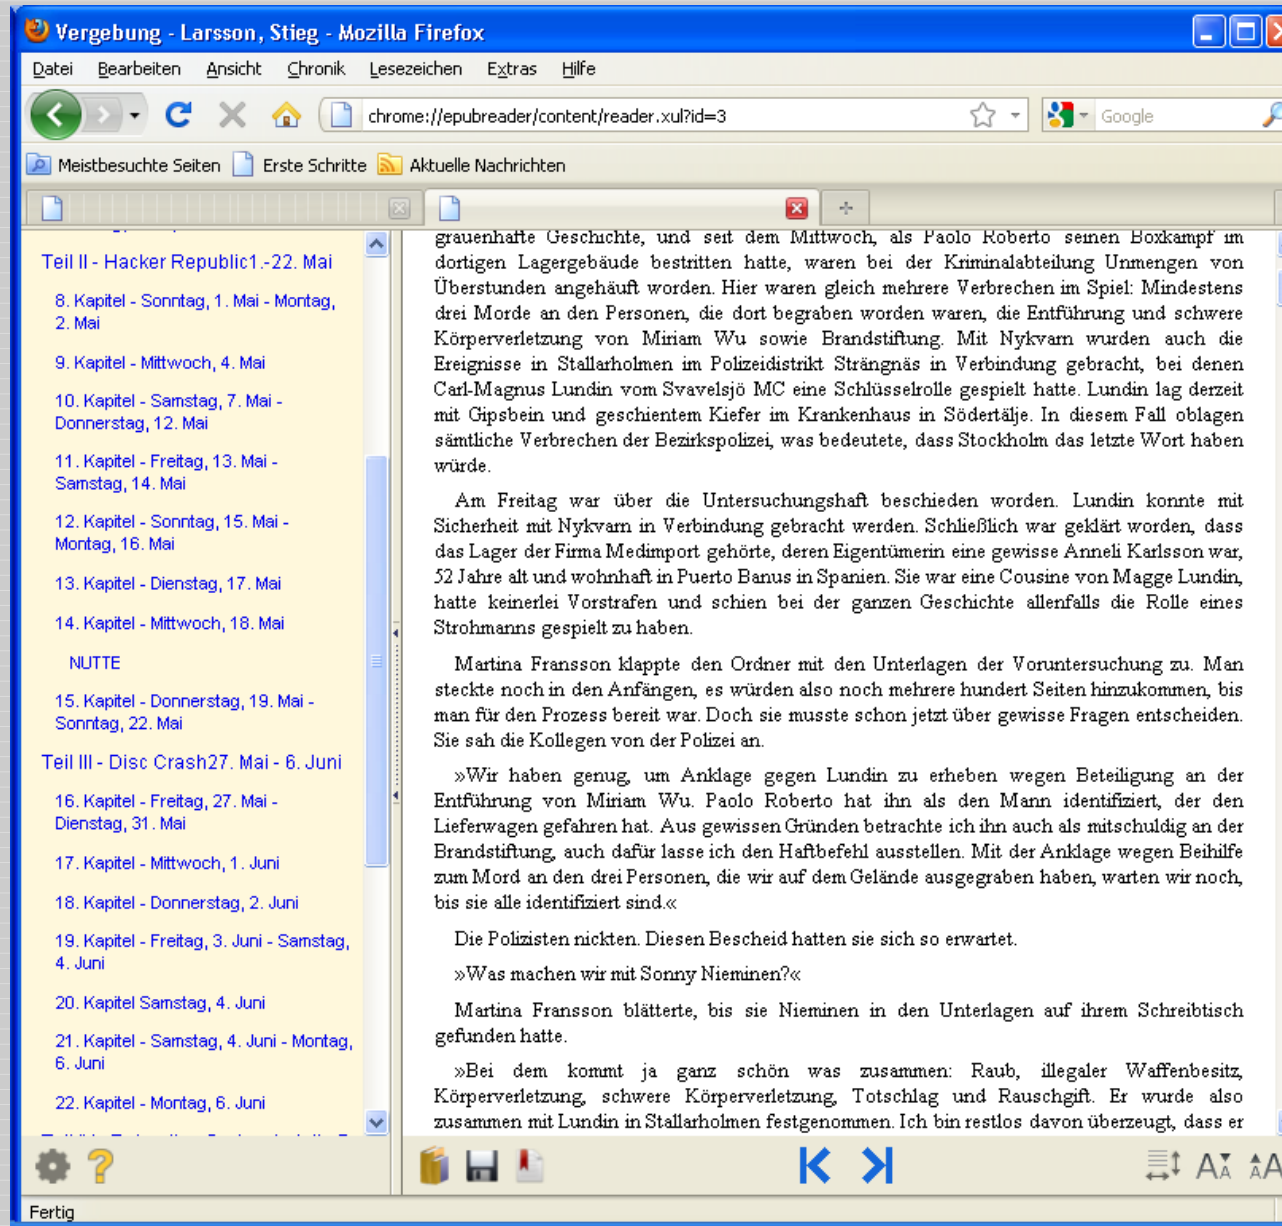 Vergebung - Larsson, Stieg - Mozilla Firefox
Datei Bearbeiten Ansicht Chronik Lesezeichen Extras Hilfe
chrome://epubreader/content/reader.xul?id=3
Google
Meistbesuchte Seiten Erste Schritte Aktuelle Nachrichten
Teil II - Hacker Republic1.-22. Mai
8. Kapitel - Sonntag, 1. Mai - Montag,
2. Mai
9. Kapitel - Mittwoch, 4. Mai
10. Kapitel - Samstag, 7. Mai -
Donnerstag, 12. Mai
11. Kapitel - Freitag, 13. Mai -
Samstag, 14. Mai
12. Kapitel - Sonntag, 15. Mai -
Montag, 16. Mai
13. Kapitel - Dienstag, 17. Mai
14. Kapitel - Mittwoch, 18. Mai
NUTTE
15. Kapitel - Donnerstag, 19. Mai -
Sonntag, 22. Mai
Teil III - Disc Crash27. Mai - 6. Juni
16. Kapitel - Freitag, 27. Mai -
Dienstag, 31. Mai
17. Kapitel - Mittwoch, 1. Juni
18. Kapitel - Donnerstag, 2. Juni
19. Kapitel - Freitag, 3. Juni - Samstag,
4. Juni
20. Kapitel Samstag, 4. Juni
21. Kapitel - Samstag, 4. Juni - Montag,
6. Juni
22. Kapitel - Montag, 6. Juni
grauenhafte Geschichte, und seit dem Mittwoch, als Paolo Roberto seinen Boxkampf im
dortigen Lagergebäude bestritten hatte, waren bei der Kriminalabteilung Unmengen von
Überstunden angehäuft worden. Hier waren gleich mehrere Verbrechen im Spiel: Mindestens
drei Morde an den Personen, die dort begraben worden waren, die Entführung und schwere
Körperverletzung von Miriam Wu sowie Brandstiftung. Mit Nykvarn wurden auch die
Ereignisse in Stallarholmen im Polizeidistrikt Strängnäs in Verbindung gebracht, bei denen
Carl-Magnus Lundin vom Svavelsjö MC eine Schlüsselrolle gespielt hatte. Lundin lag derzeit
mit Gipsbein und geschientem Kiefer im Krankenhaus in Södertälje. In diesem Fall oblagen
sämtliche Verbrechen der Bezirkspolizei, was bedeutete, dass Stockholm das letzte Wort haben
würde.
Am Freitag war über die Untersuchungshaft beschieden worden. Lundin konnte mit
Sicherheit mit Nykvarn in Verbindung gebracht werden. Schließlich war geklärt worden, dass
das Lager der Firma Medimport gehörte, deren Eigentümerin eine gewisse Anneli Karlsson war,
52 Jahre alt und wohnhaft in Puerto Banus in Spanien. Sie war eine Cousine von Magge Lundin,
hatte keinerlei Vorstrafen und schien bei der ganzen Geschichte allenfalls die Rolle eines
Strohmanns gespielt zu haben.
Martina Fransson klappte den Ordner mit den Unterlagen der Voruntersuchung zu. Man
steckte noch in den Anfängen, es würden also noch mehrere hundert Seiten hinzukommen, bis
man für den Prozess bereit war. Doch sie musste schon jetzt über gewisse Fragen entscheiden.
Sie sah die Kollegen von der Polizei an.
»Wir haben genug, um Anklage gegen Lundin zu erheben wegen Beteiligung an der
Entführung von Miriam Wu. Paolo Roberto hat ihn als den Mann identifiziert, der den
Lieferwagen gefahren hat. Aus gewissen Gründen betrachte ich ihn auch als mitschuldig an der
Brandstiftung, auch dafür lasse ich den Haftbefehl ausstellen. Mit der Anklage wegen Beihilfe
zum Mord an den drei Personen, die wir auf dem Gelände ausgegraben haben, warten wir noch,
bis sie alle identifiziert sind.«
Die Polizisten nickten. Diesen Bescheid hatten sie sich so erwartet.
»Was machen wir mit Sonny Nieminen?«
Martina Fransson blätterte, bis sie Nieminen in den Unterlagen auf ihrem Schreibtisch
gefunden hatte.
»Bei dem kommt ja ganz schön was zusammen: Raub, illegaler Waffenbesitz,
Körperverletzung, schwere Körperverletzung, Totschlag und Rauschgift. Er wurde also
zusammen mit Lundin in Stallarholmen festgenommen. Ich bin restlos davon überzeugt, dass er
Fertig